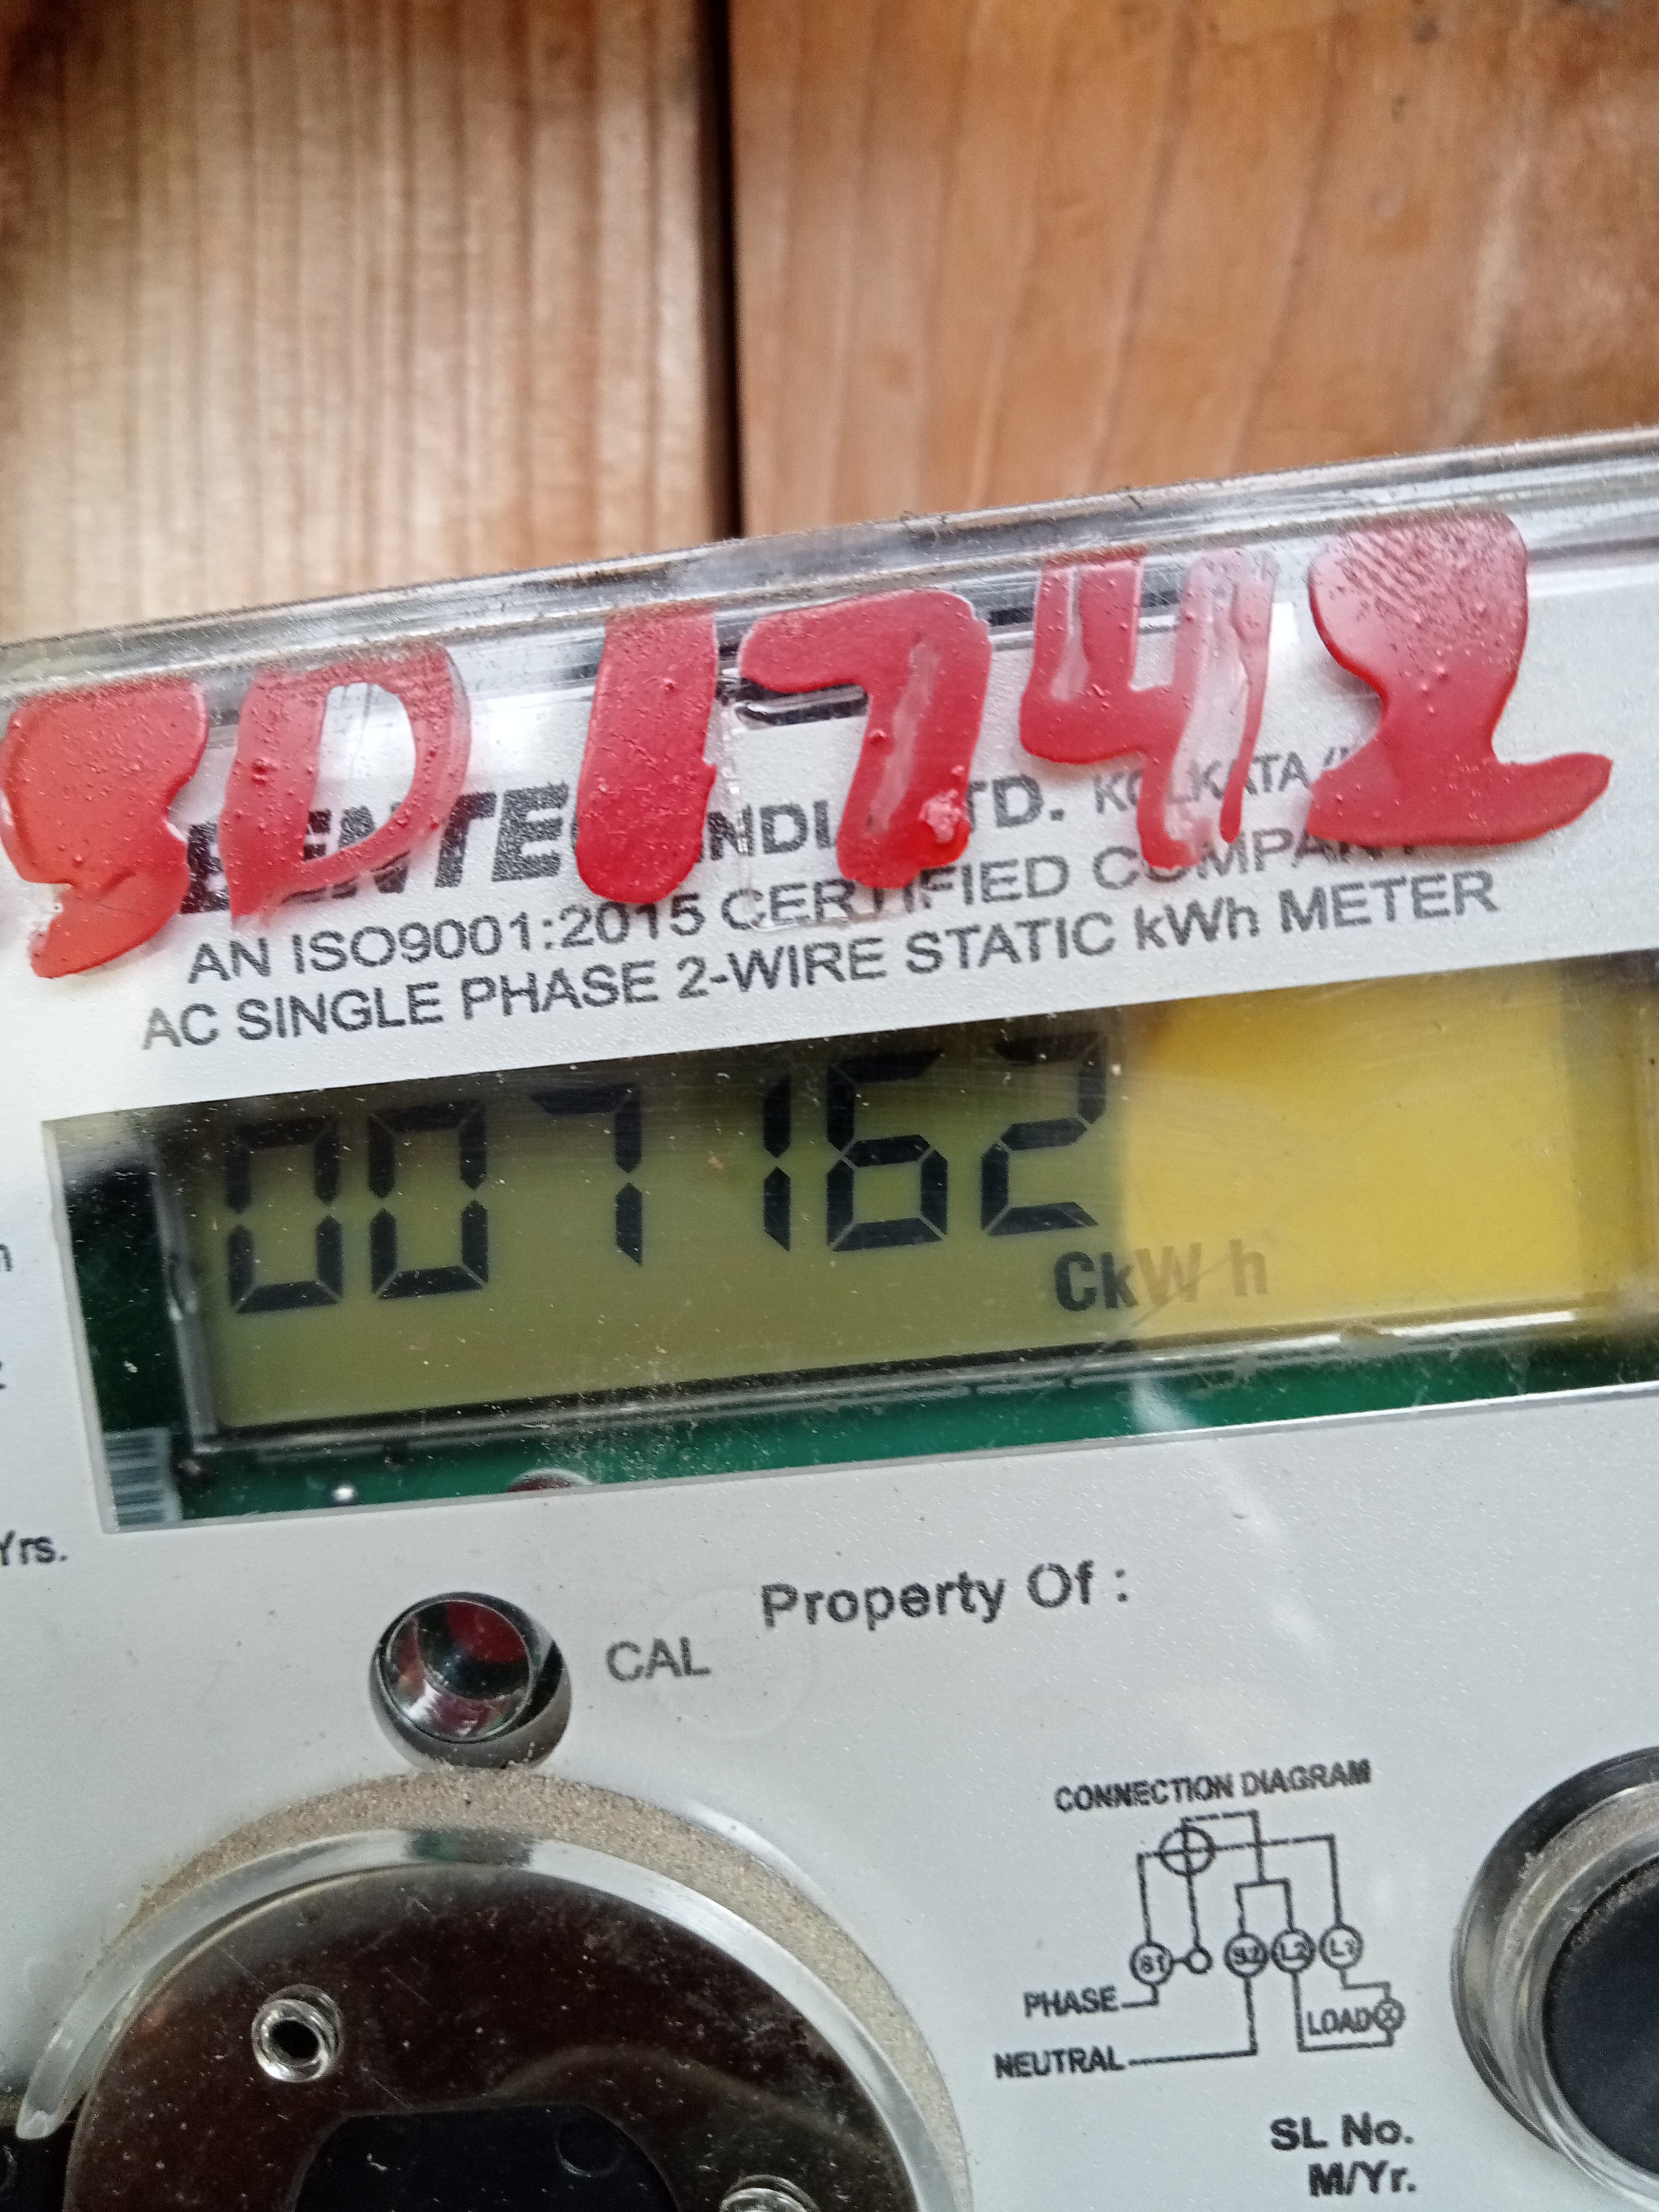 SD 1742
LTD. KOLKATA
AN ISO9001:2015 CERTIFIED COMPANY
AC SINGLE PHASE 2-WIRE STATIC kWh METER
007162
CkWh
Yrs.
Property Of :
CAL
CONNECTION DIAGRAM
S1 S2 L2 L1
PHASE
LOAD
NEUTRAL
SL No.
M/Yr.